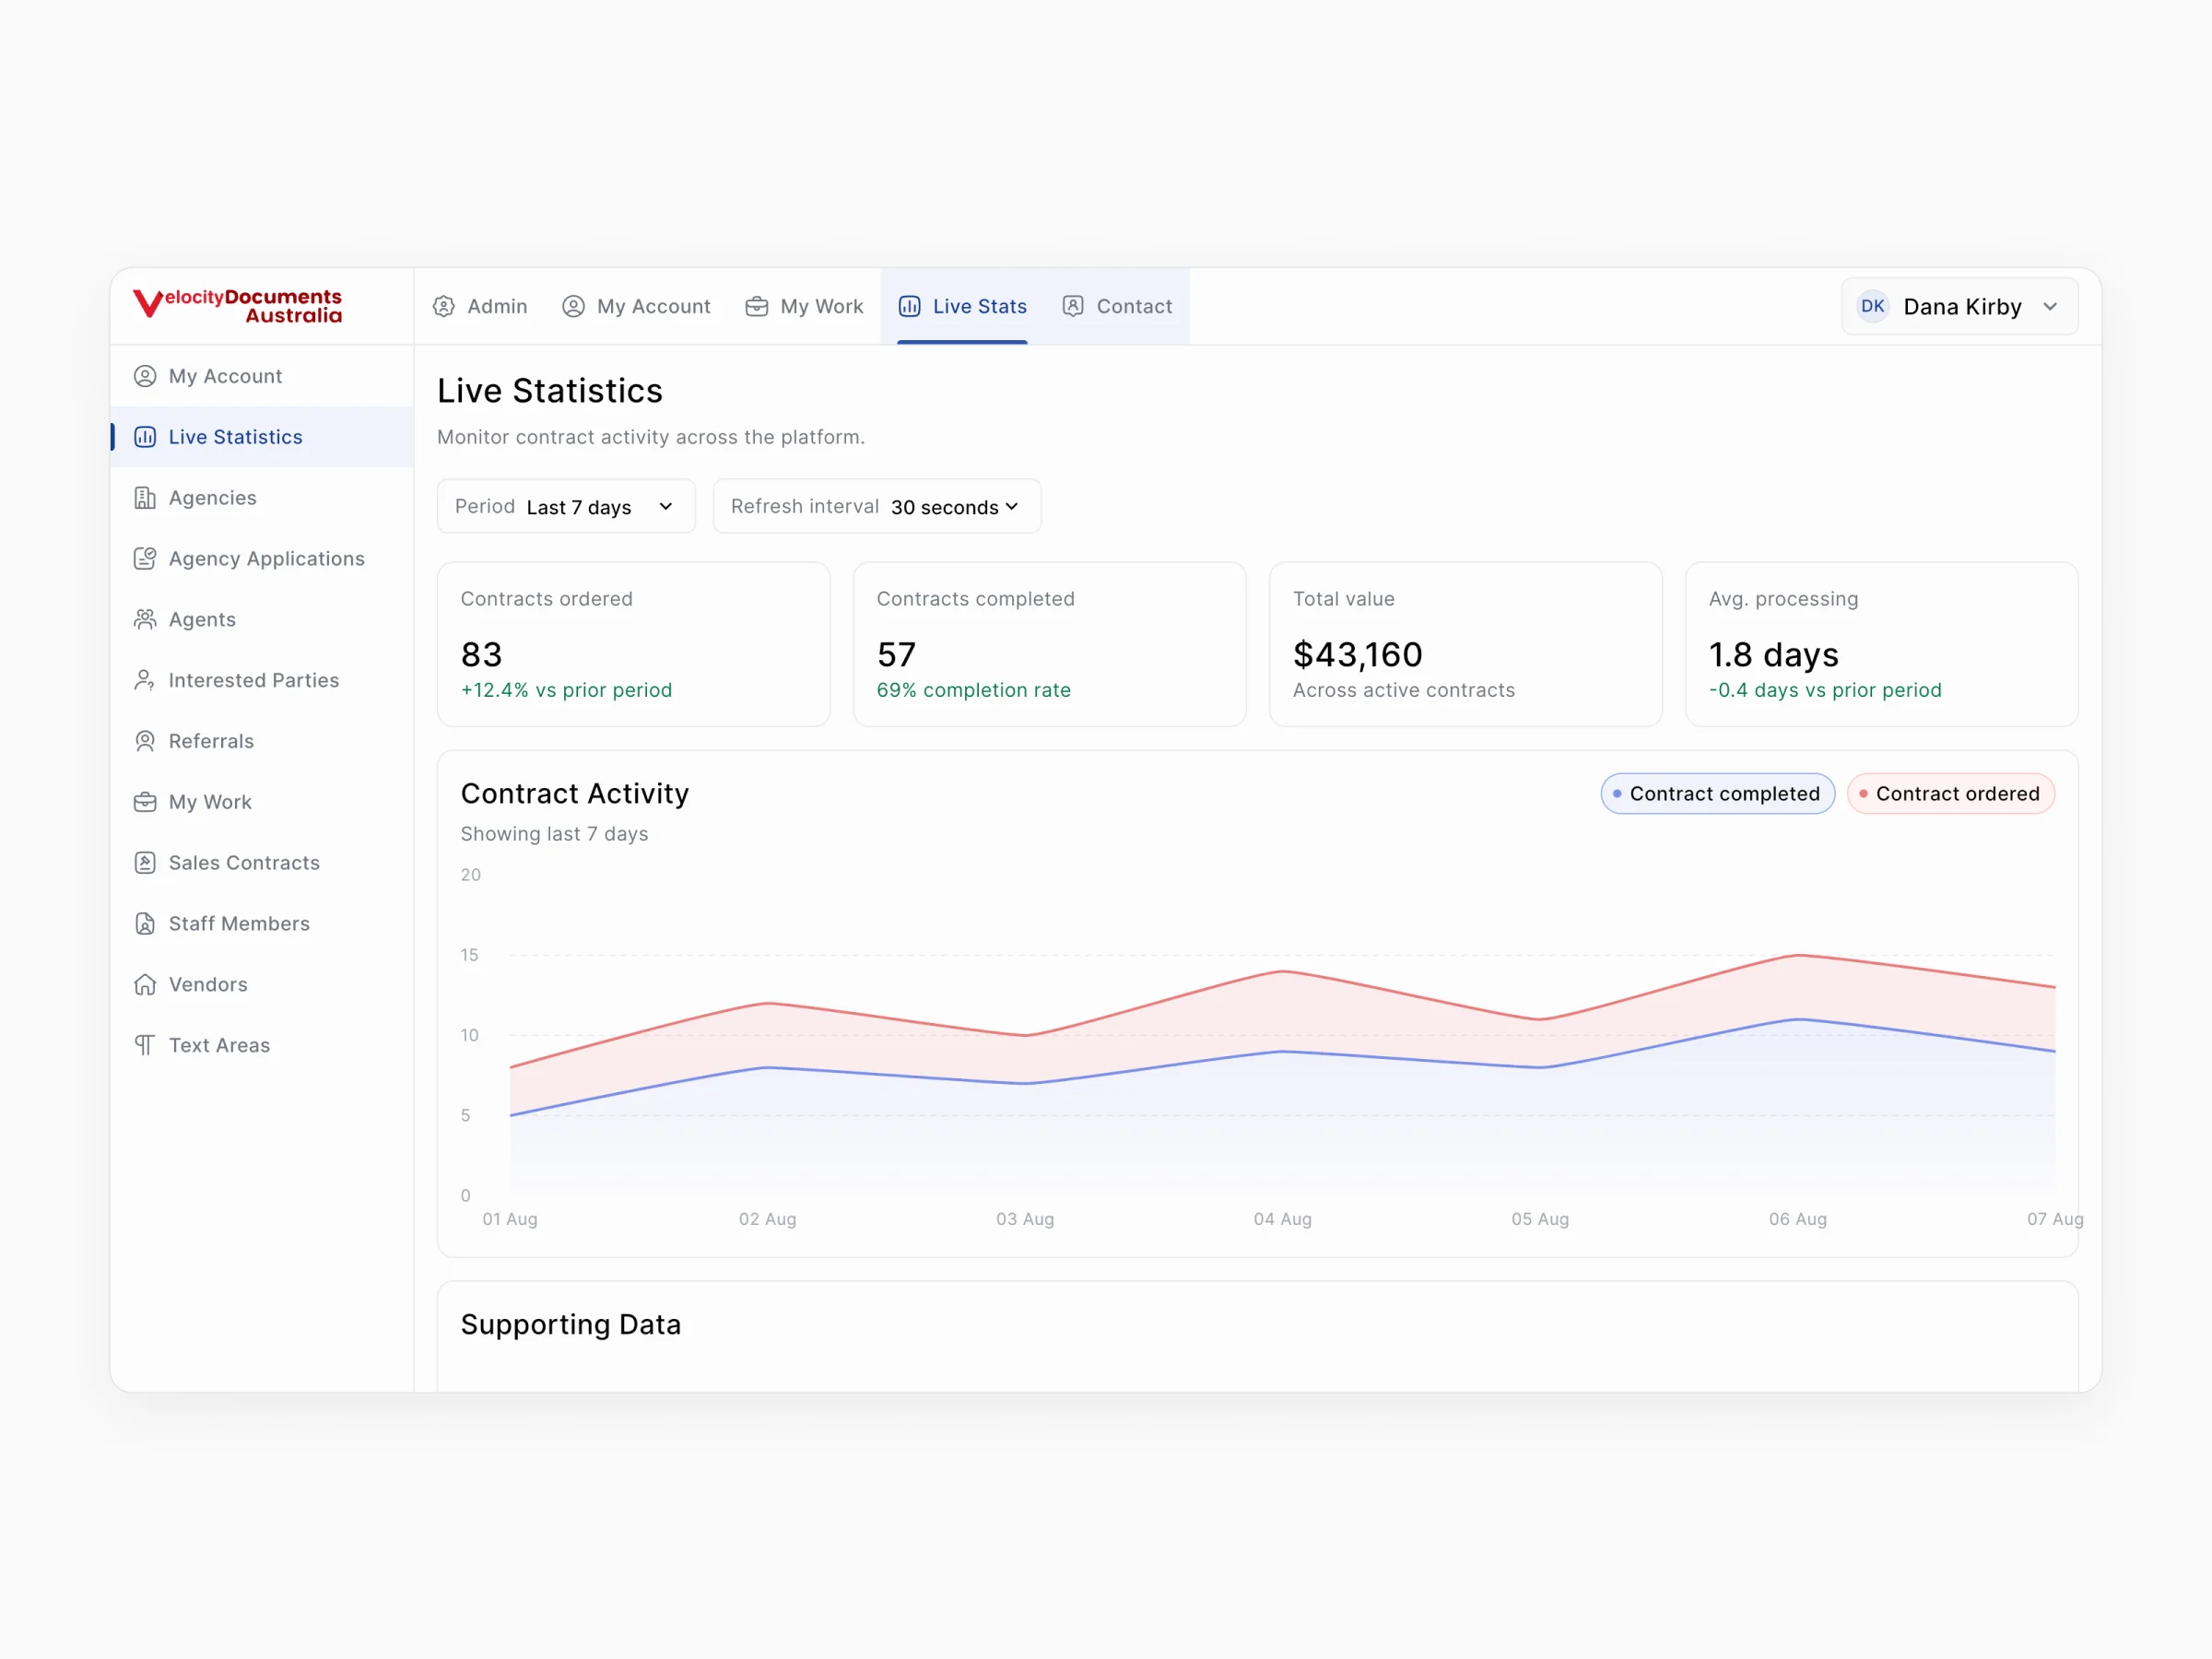 VelocityDocuments
Australia
Admin
My Account
My Work
Live Stats
Contact
DK
Dana Kirby
My Account
Live Statistics
Agencies
Agency Applications
Agents
Interested Parties
Referrals
My Work
Sales Contracts
Staff Members
Vendors
Text Areas
Live Statistics
Monitor contract activity across the platform.
Period Last 7 days
Refresh interval 30 seconds
Contracts ordered
83
+12.4% vs prior period
Contracts completed
57
69% completion rate
Total value
$43,160
Across active contracts
Avg. processing
1.8 days
-0.4 days vs prior period
Contract Activity
Showing last 7 days
Contract completed
Contract ordered
20
15
10
5
0
01 Aug
02 Aug
03 Aug
04 Aug
05 Aug
06 Aug
07 Aug
Supporting Data